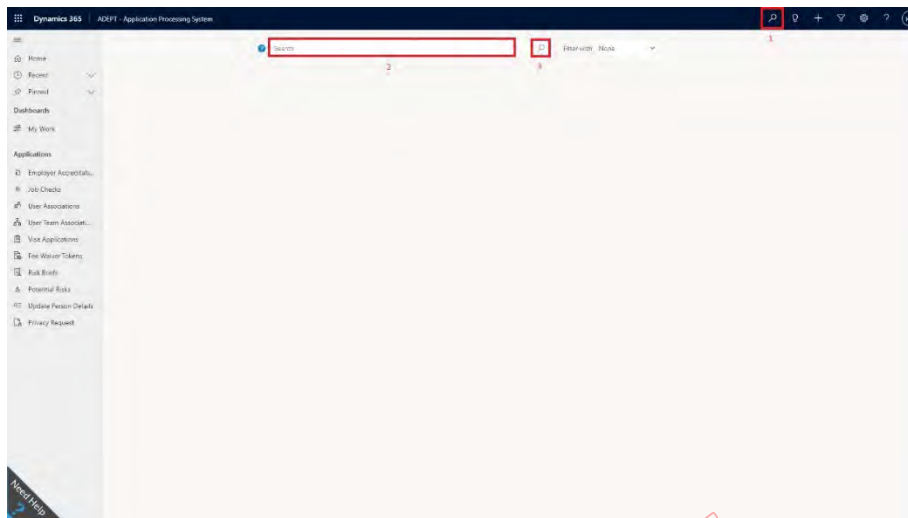 Dynamics 365 ADEPT - Application Processing System ?
1
Search Filter with None
2 3
Home
Recent
Pinned
Dashboards
My Work
Applications
Employer Accreditati...
Job Checks
User Associations
User Team Associati...
Visa Applications
Fee Waiver Tokens
Risk Briefs
Potential Risks
Update Person Details
Privacy Request
Need Help
?